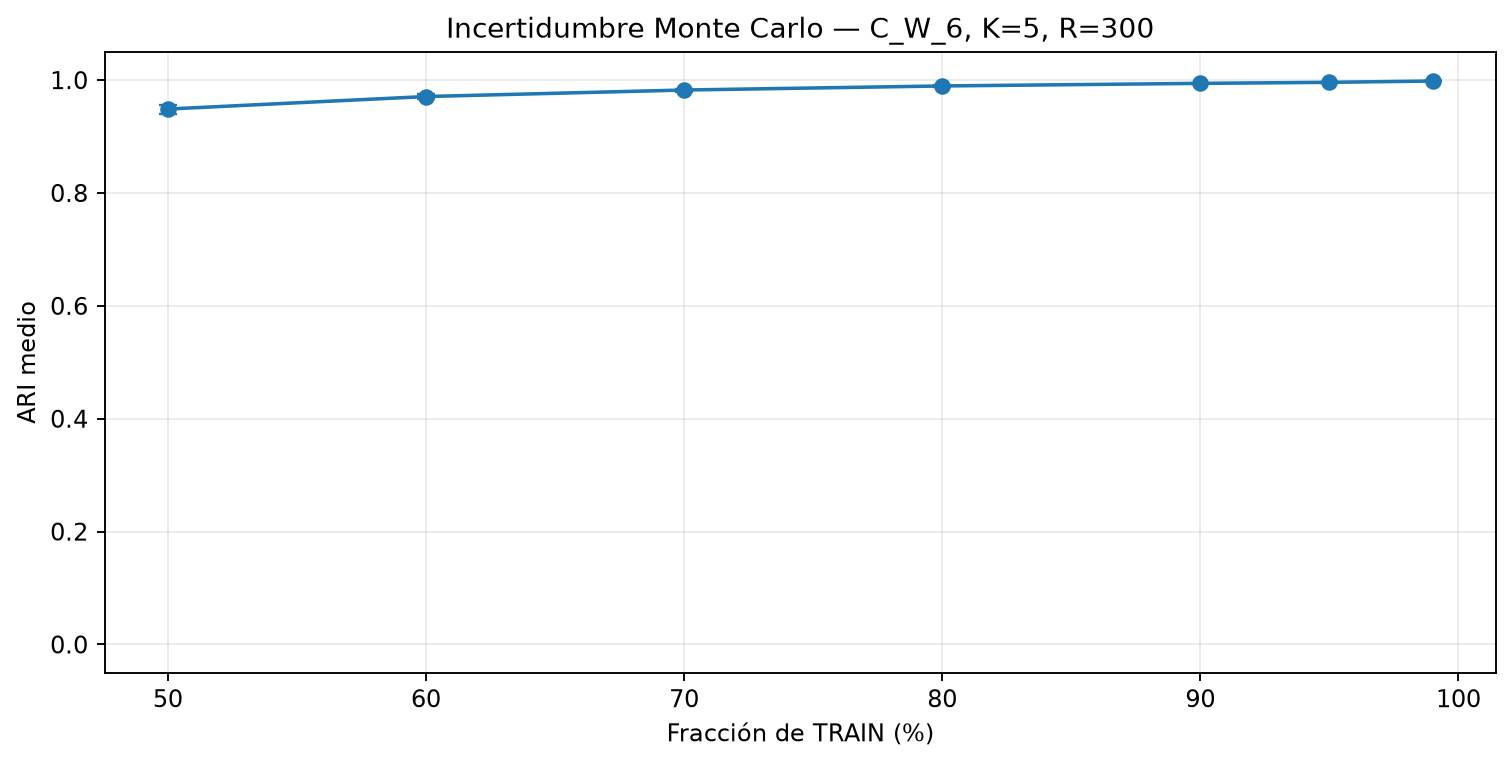 Incertidumbre Monte Carlo — C_W_6, K=5, R=300
1.0
0.8
0.6
0.4
0.2
0.0
ARI medio
50 60 70 80 90 100
Fracción de TRAIN (%)